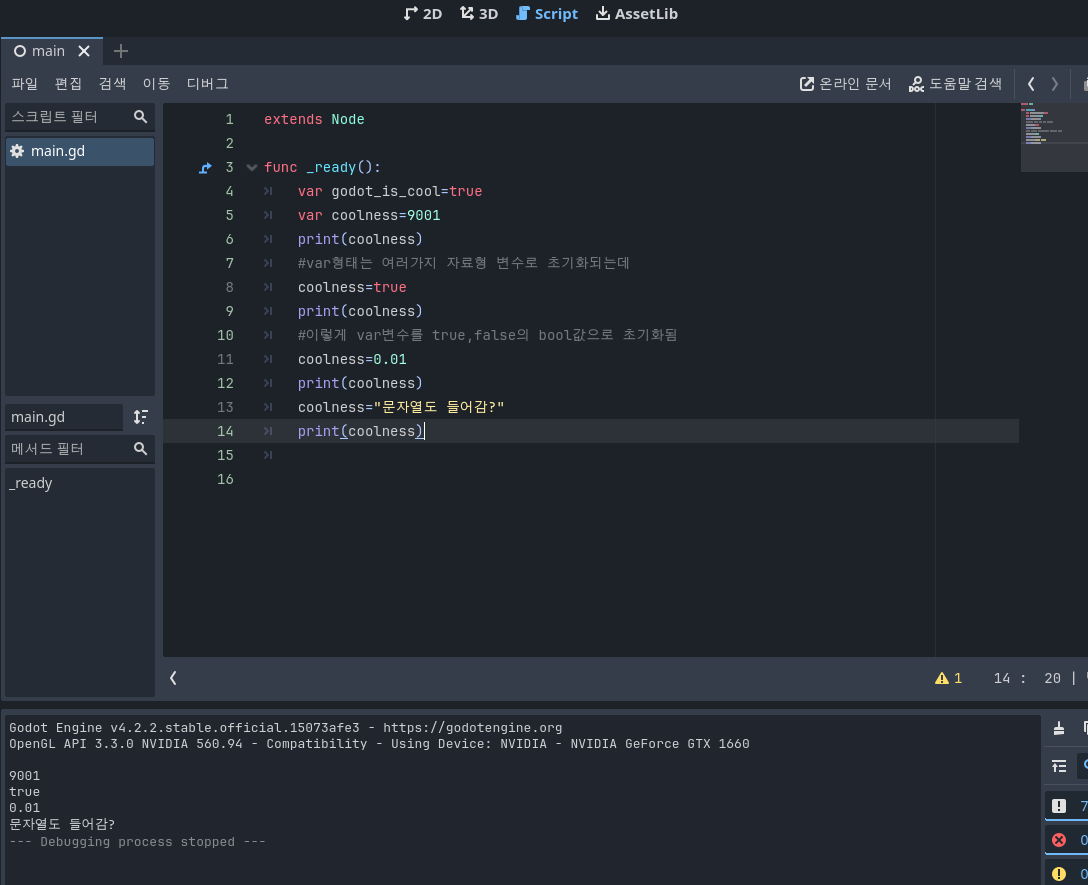 2D 3D Script AssetLib
main
파일 편집 검색 이동 디버그 온라인 문서 도움말 검색
스크립트 필터
main.gd
main.gd
메서드 필터
_ready
1 extends Node
2
3 func _ready():
4 var godot_is_cool=true
5 var coolness=9001
6 print(coolness)
7 #var형태는 여러가지 자료형 변수로 초기화되는데
8 coolness=true
9 print(coolness)
10 #이렇게 var변수를 true,false의 bool값으로 초기화됨
11 coolness=0.01
12 print(coolness)
13 coolness="문자열도 들어감?"
14 print(coolness)
15
16
1 14 : 20 |
Godot Engine v4.2.2.stable.official.15073afe3 - https://godotengine.org
OpenGL API 3.3.0 NVIDIA 560.94 - Compatibility - Using Device: NVIDIA - NVIDIA GeForce GTX 1660
9001
true
0.01
문자열도 들어감?
--- Debugging process stopped ---
7
0
0